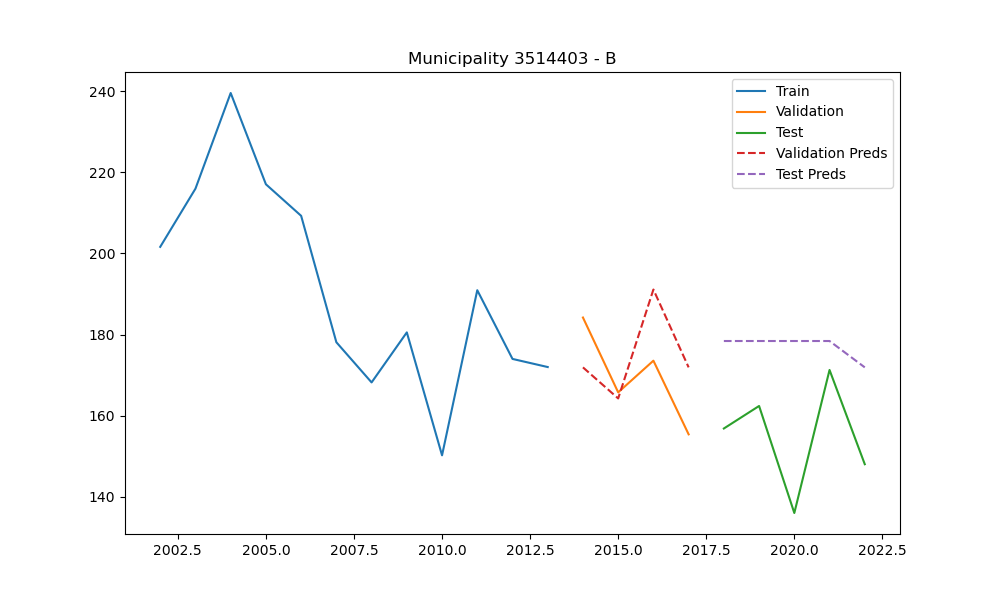 Municipality 3514403 - B
Train
Validation
Test
Validation Preds
Test Preds
240
220
200
180
160
140
2002.5 2005.0 2007.5 2010.0 2012.5 2015.0 2017.5 2020.0 2022.5